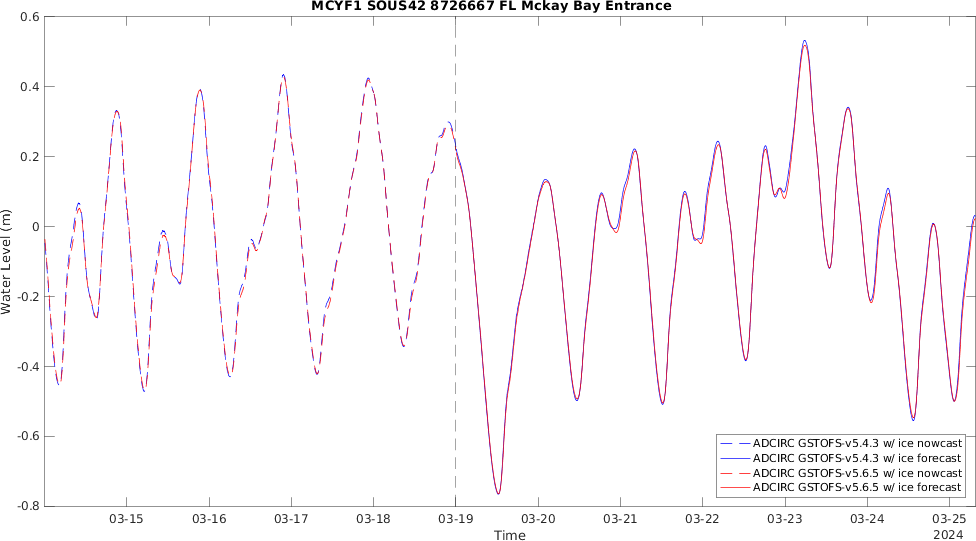 MCYF1 SOUS42 8726667 FL Mckay Bay Entrance
0.6
0.4
0.2
0
-0.2
-0.4
-0.6
-0.8
Water Level (m)
ADCIRC GSTOFS-v5.4.3 w/ice nowcast
ADCIRC GSTOFS-v5.4.3 w/ice forecast
ADCIRC GSTOFS-v5.6.5 w/ice nowcast
ADCIRC GSTOFS-v5.6.5 w/ice forecast
03-15 03-16 03-17 03-18 03-19 03-20 03-21 03-22 03-23 03-24 03-25
Time
2024